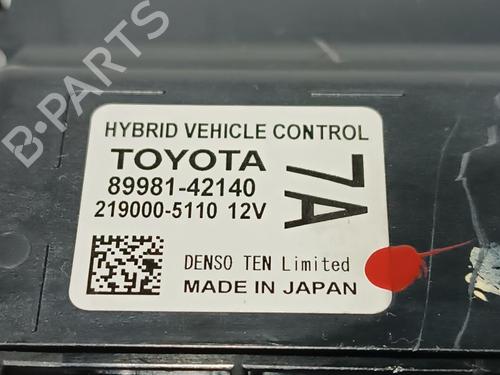 HYBRID VEHICLE CONTROL
TOYOTA
89981-42140
219000-5110 12V
7A
DENSO TEN Limited
MADE IN JAPAN
B-PARTS